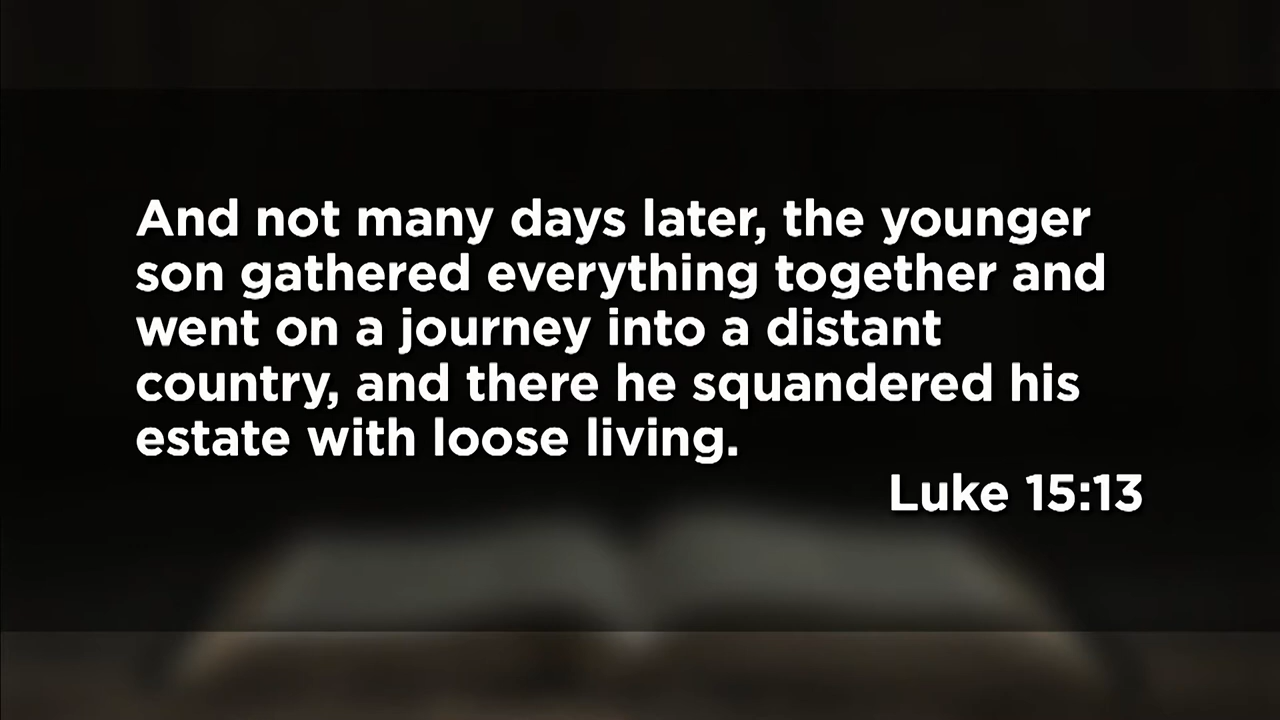 And not many days later, the younger
son gathered everything together and
went on a journey into a distant
country, and there he squandered his
estate with loose living.
Luke 15:13